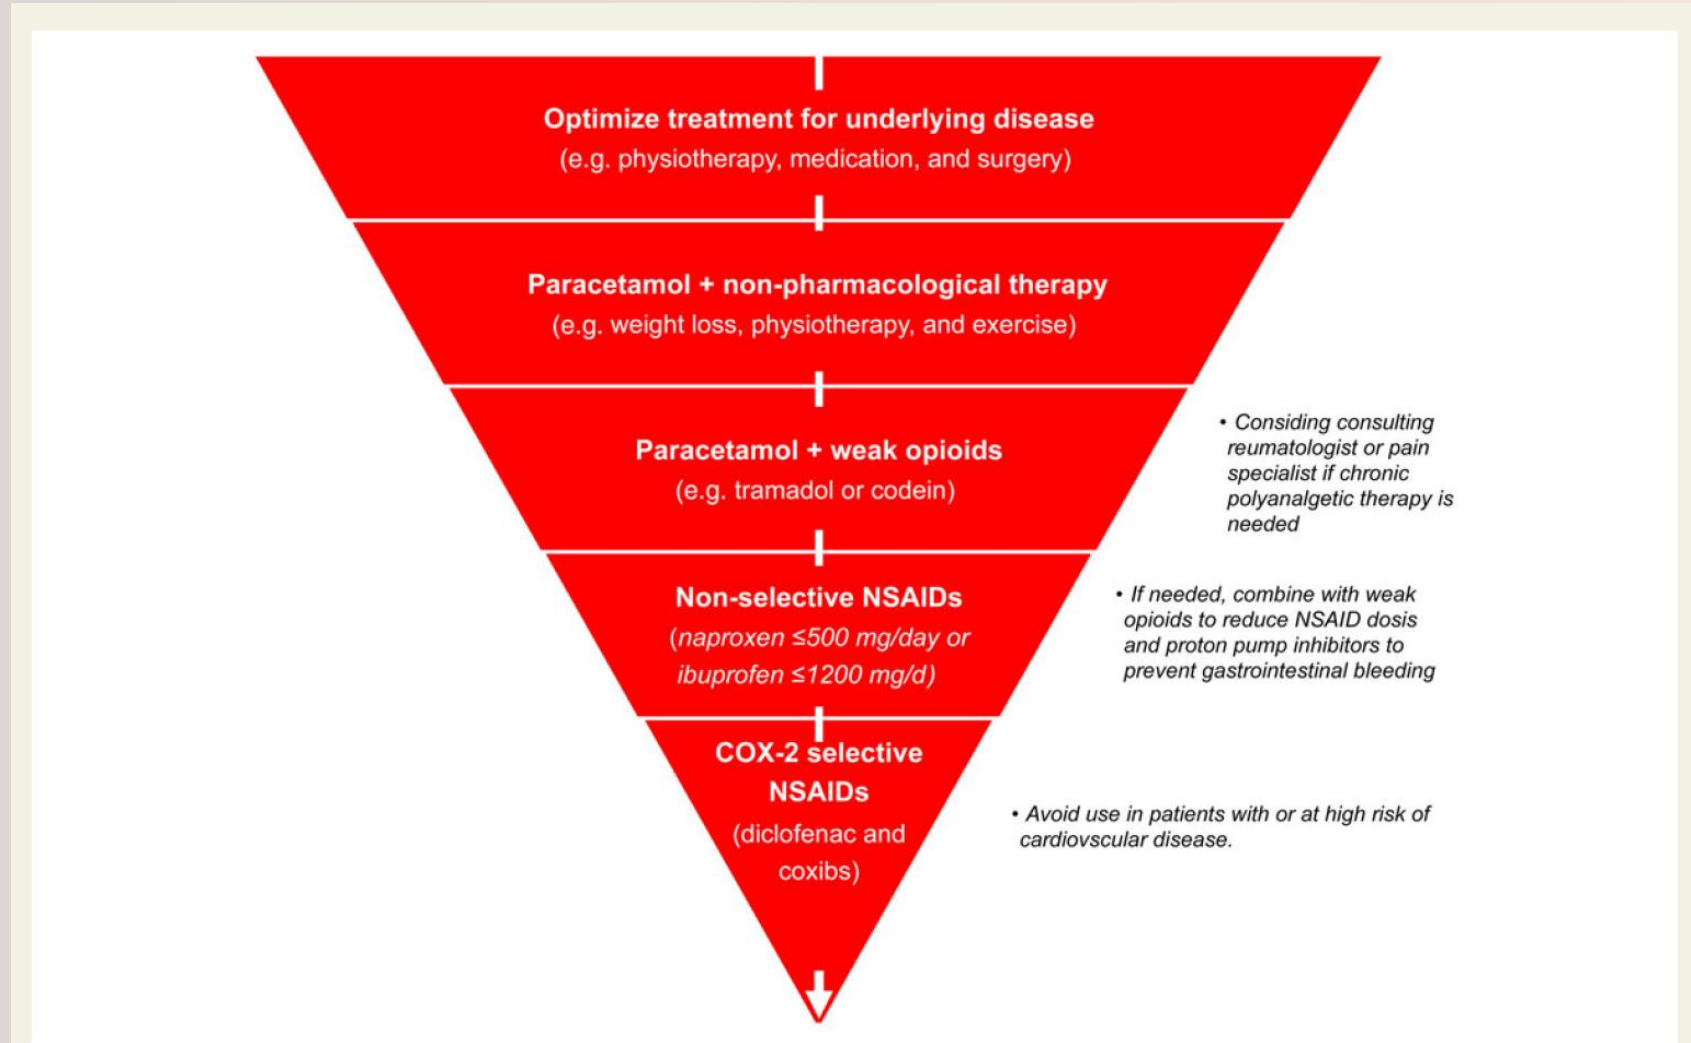 Optimize treatment for underlying disease
(e.g. physiotherapy, medication, and surgery)
Paracetamol + non-pharmacological therapy
(e.g. weight loss, physiotherapy, and exercise)
Paracetamol + weak opioids
(e.g. tramadol or codein)
• Considing consulting
reumatologist or pain
specialist if chronic
polyanalgetic therapy is
needed
Non-selective NSAIDs
(naproxen ≤500 mg/day or
ibuprofen ≤1200 mg/d)
• If needed, combine with weak
opioids to reduce NSAID dosis
and proton pump inhibitors to
prevent gastrointestinal bleeding
COX-2 selective
NSAIDs
(diclofenac and
coxibs)
• Avoid use in patients with or at high risk of
cardiovscular disease.